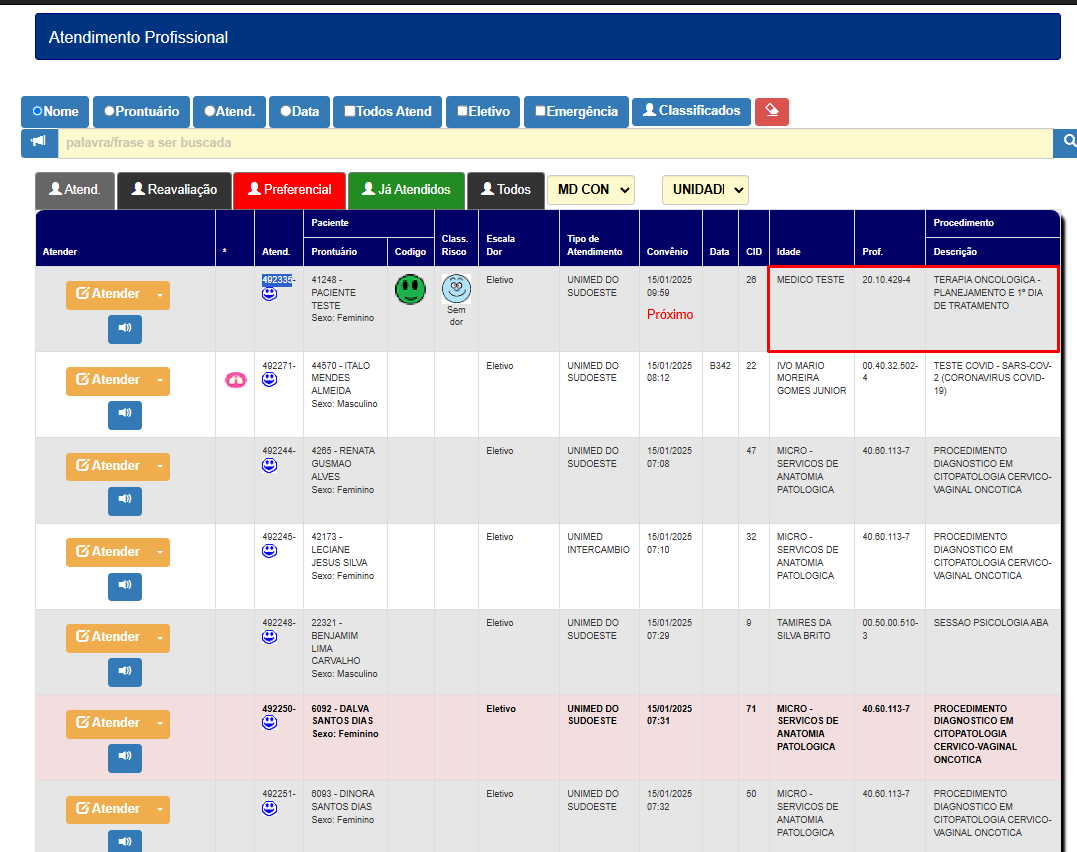 Atendimento Profissional
Nome Prontuário Atend. Data Todos Atend Eletivo Emergência Classificados
palavra/frase a ser buscada
Atend. Reavaliação Preferencial Já Atendidos Todos MD CON UNIDADI
Paciente Procedimento
Atender * Atend. Prontuário Codigo Class. Risco Escala Dor Tipo de Atendimento Convênio Data CID Idade Prof. Descrição
Atender
492335-
41248 -
PACIENTE
TESTE
Sexo: Feminino
Sem
dor
Eletivo
UNIMED DO
SUDOESTE
15/01/2025
09:59
Próximo
26
MEDICO TESTE
20.10.429-4
TERAPIA ONCOLOGICA -
PLANEJAMENTO E 1º DIA
DE TRATAMENTO
Atender
492271-
44570 - ITALO
MENDES
ALMEIDA
Sexo: Masculino
Eletivo
UNIMED DO
SUDOESTE
15/01/2025
08:12
B342
22
IVO MARIO
MOREIRA
GOMES JUNIOR
00.40.32.502-
4
TESTE COVID - SARS-COV-
2 (CORONAVIRUS COVID-
19)
Atender
492244-
4265 - RENATA
GUSMAO
ALVES
Sexo: Feminino
Eletivo
UNIMED DO
SUDOESTE
15/01/2025
07:08
47
MICRO -
SERVICOS DE
ANATOMIA
PATOLOGICA
40.60.113-7
PROCEDIMENTO
DIAGNOSTICO EM
CITOPATOLOGIA CERVICO-
VAGINAL ONCOTICA
Atender
492245-
42173 -
LECIANE
JESUS SILVA
Sexo: Feminino
Eletivo
UNIMED
INTERCAMBIO
15/01/2025
07:10
32
MICRO -
SERVICOS DE
ANATOMIA
PATOLOGICA
40.60.113-7
PROCEDIMENTO
DIAGNOSTICO EM
CITOPATOLOGIA CERVICO-
VAGINAL ONCOTICA
Atender
492248-
22321 -
BENJAMIM
LIMA
CARVALHO
Sexo: Masculino
Eletivo
UNIMED DO
SUDOESTE
15/01/2025
07:29
9
TAMIRES DA
SILVA BRITO
00.50.00.510-
3
SESSAO PSICOLOGIA ABA
Atender
492250-
6092 - DALVA
SANTOS DIAS
Sexo: Feminino
Eletivo
UNIMED DO
SUDOESTE
15/01/2025
07:31
71
MICRO -
SERVICOS DE
ANATOMIA
PATOLOGICA
40.60.113-7
PROCEDIMENTO
DIAGNOSTICO EM
CITOPATOLOGIA
CERVICO-VAGINAL
ONCOTICA
Atender
492251-
6093 - DINORA
SANTOS DIAS
Sexo: Feminino
Eletivo
UNIMED DO
SUDOESTE
15/01/2025
07:32
50
MICRO -
SERVICOS DE
ANATOMIA
PATOLOGICA
40.60.113-7
PROCEDIMENTO
DIAGNOSTICO EM
CITOPATOLOGIA CERVICO-
VAGINAL ONCOTICA